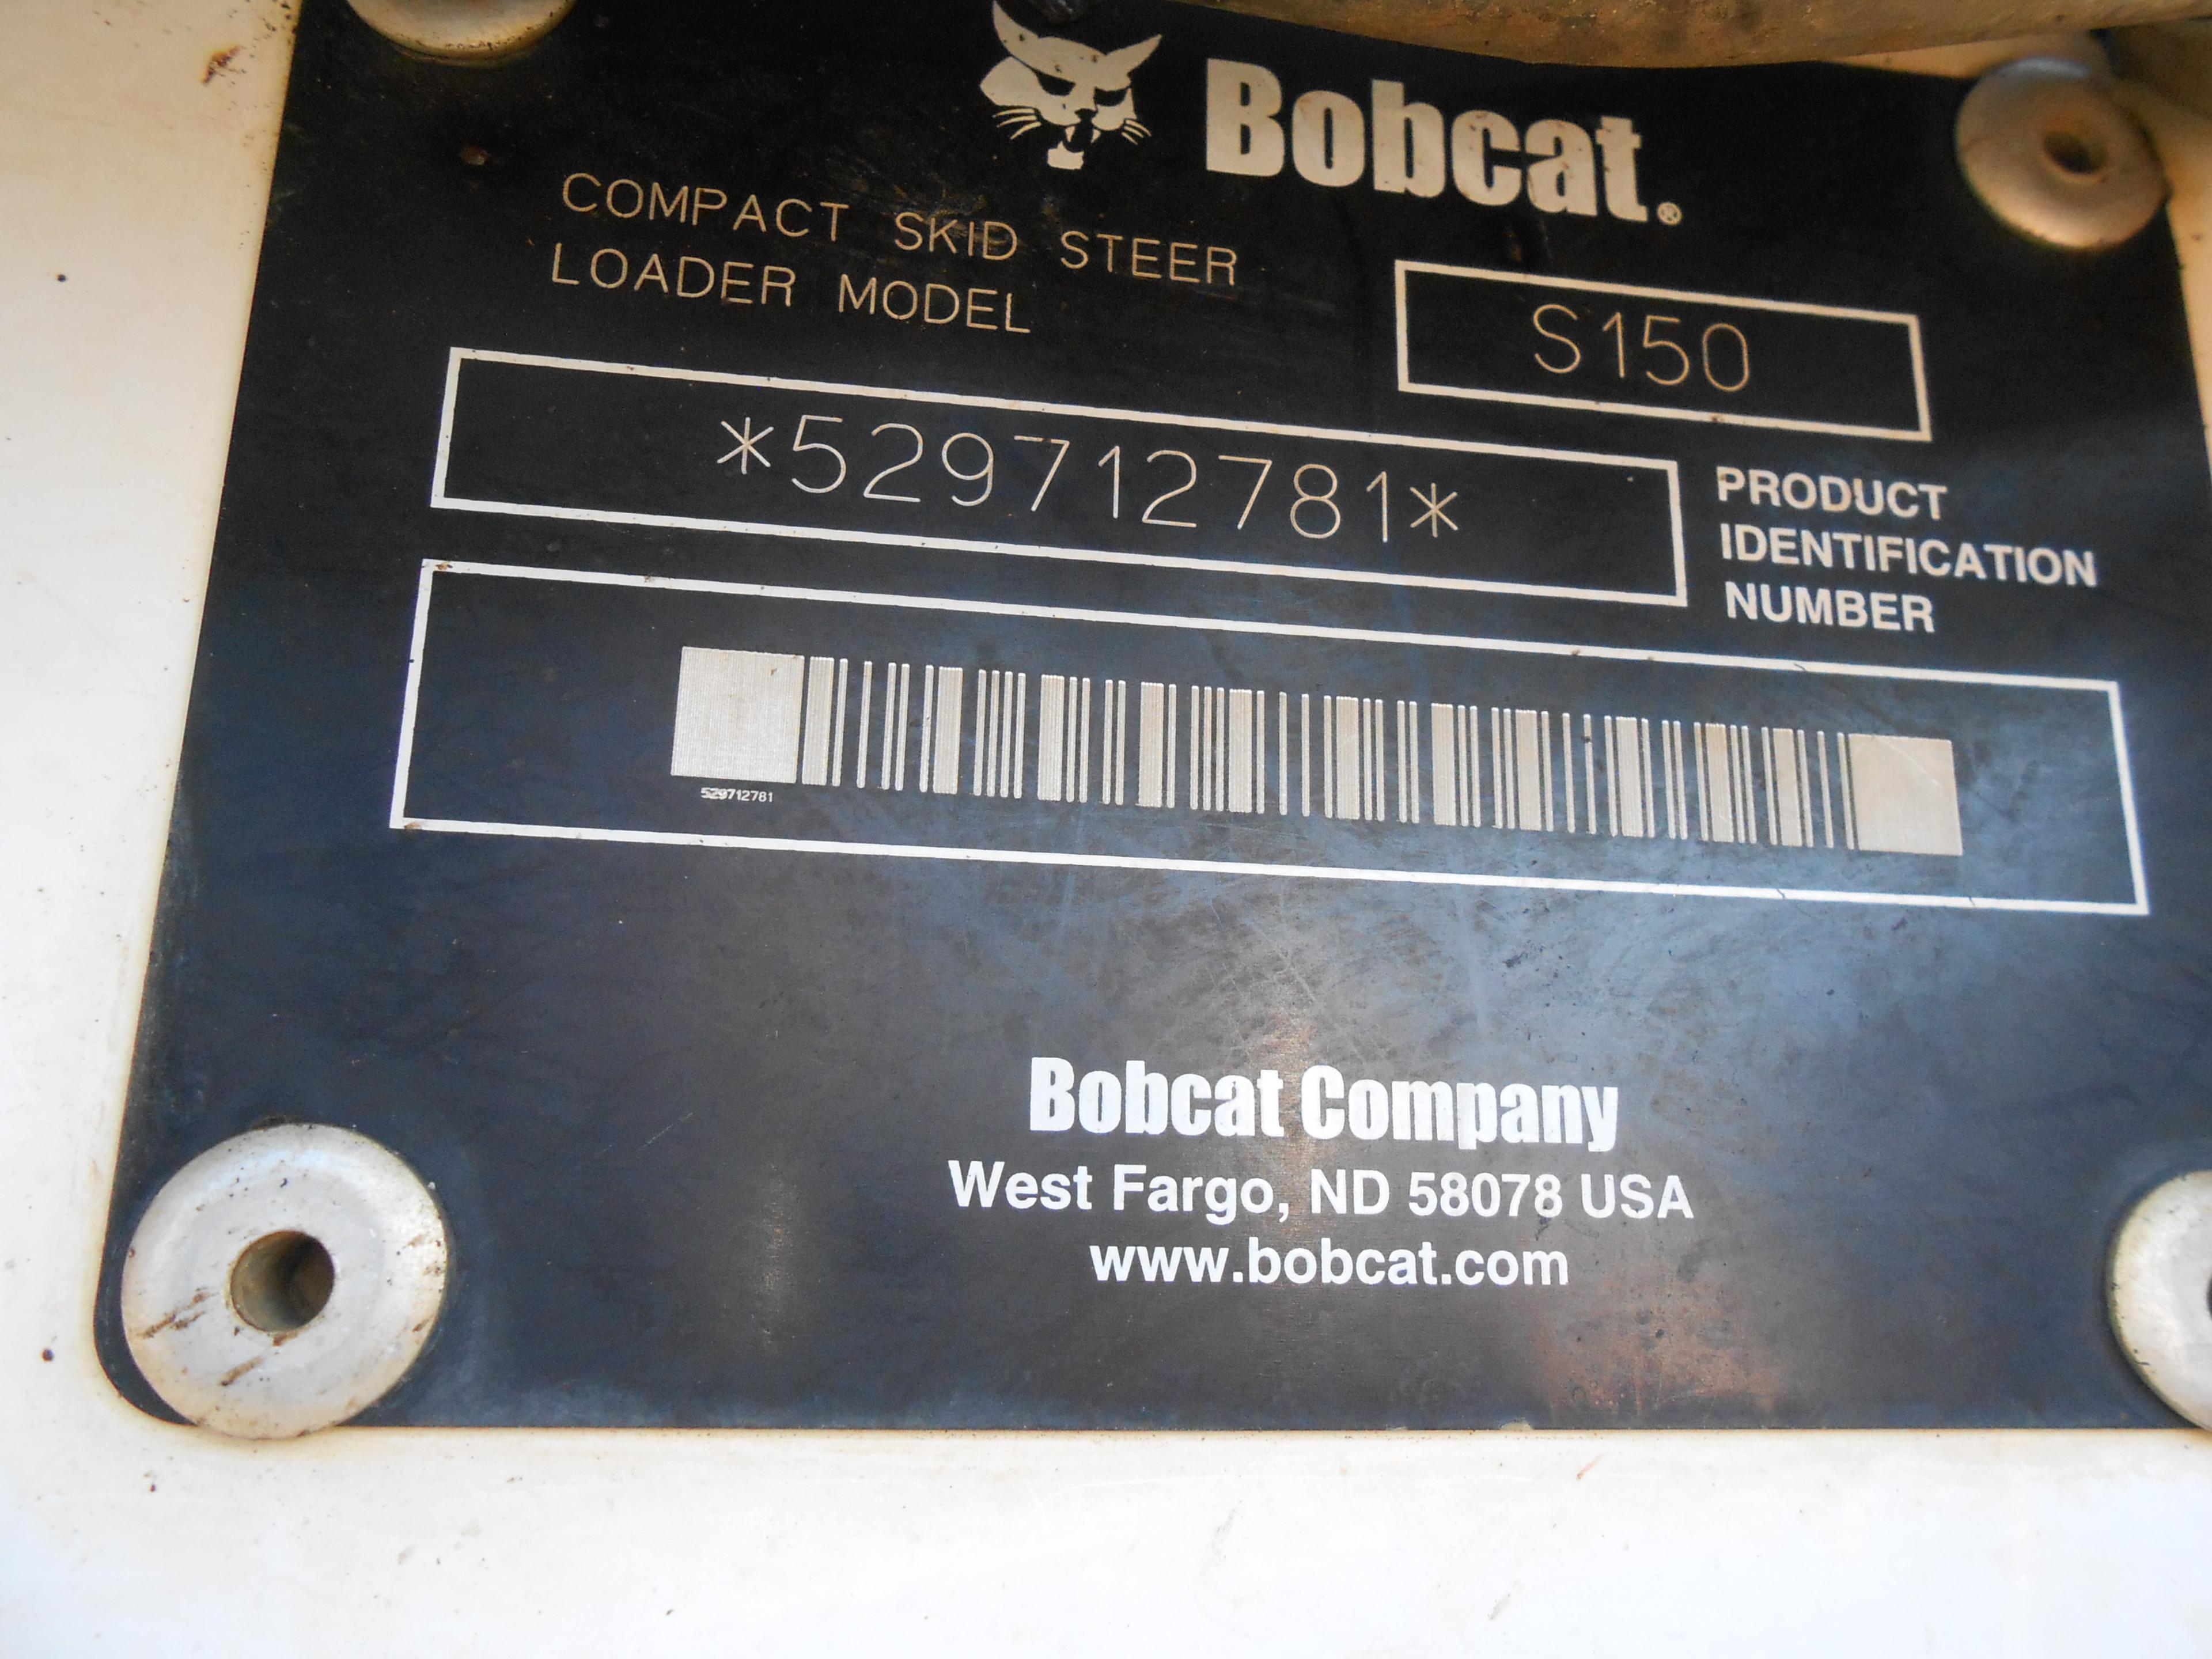 Bobcat.®
COMPACT SKID STEER
LOADER MODEL
S150
*529712781*
PRODUCT
IDENTIFICATION
NUMBER
529712781
Bobcat Company
West Fargo, ND 58078 USA
www.bobcat.com